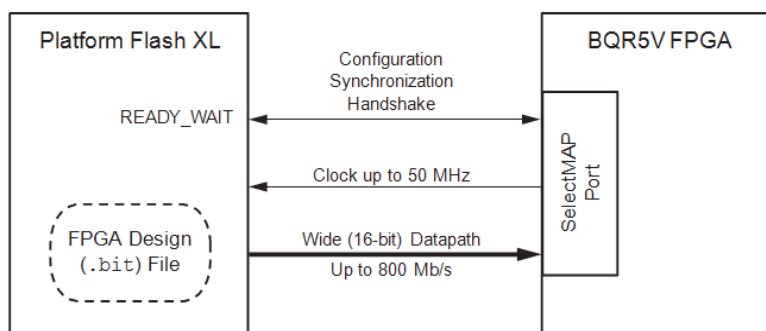 Platform Flash XL
BQR5V FPGA
Configuration
Synchronization
Handshake
READY_WAIT
Clock up to 50 MHz
SelectMAP
Port
FPGA Design
(.bit) File
Wide (16-bit) Datapath
Up to 800 Mb/s